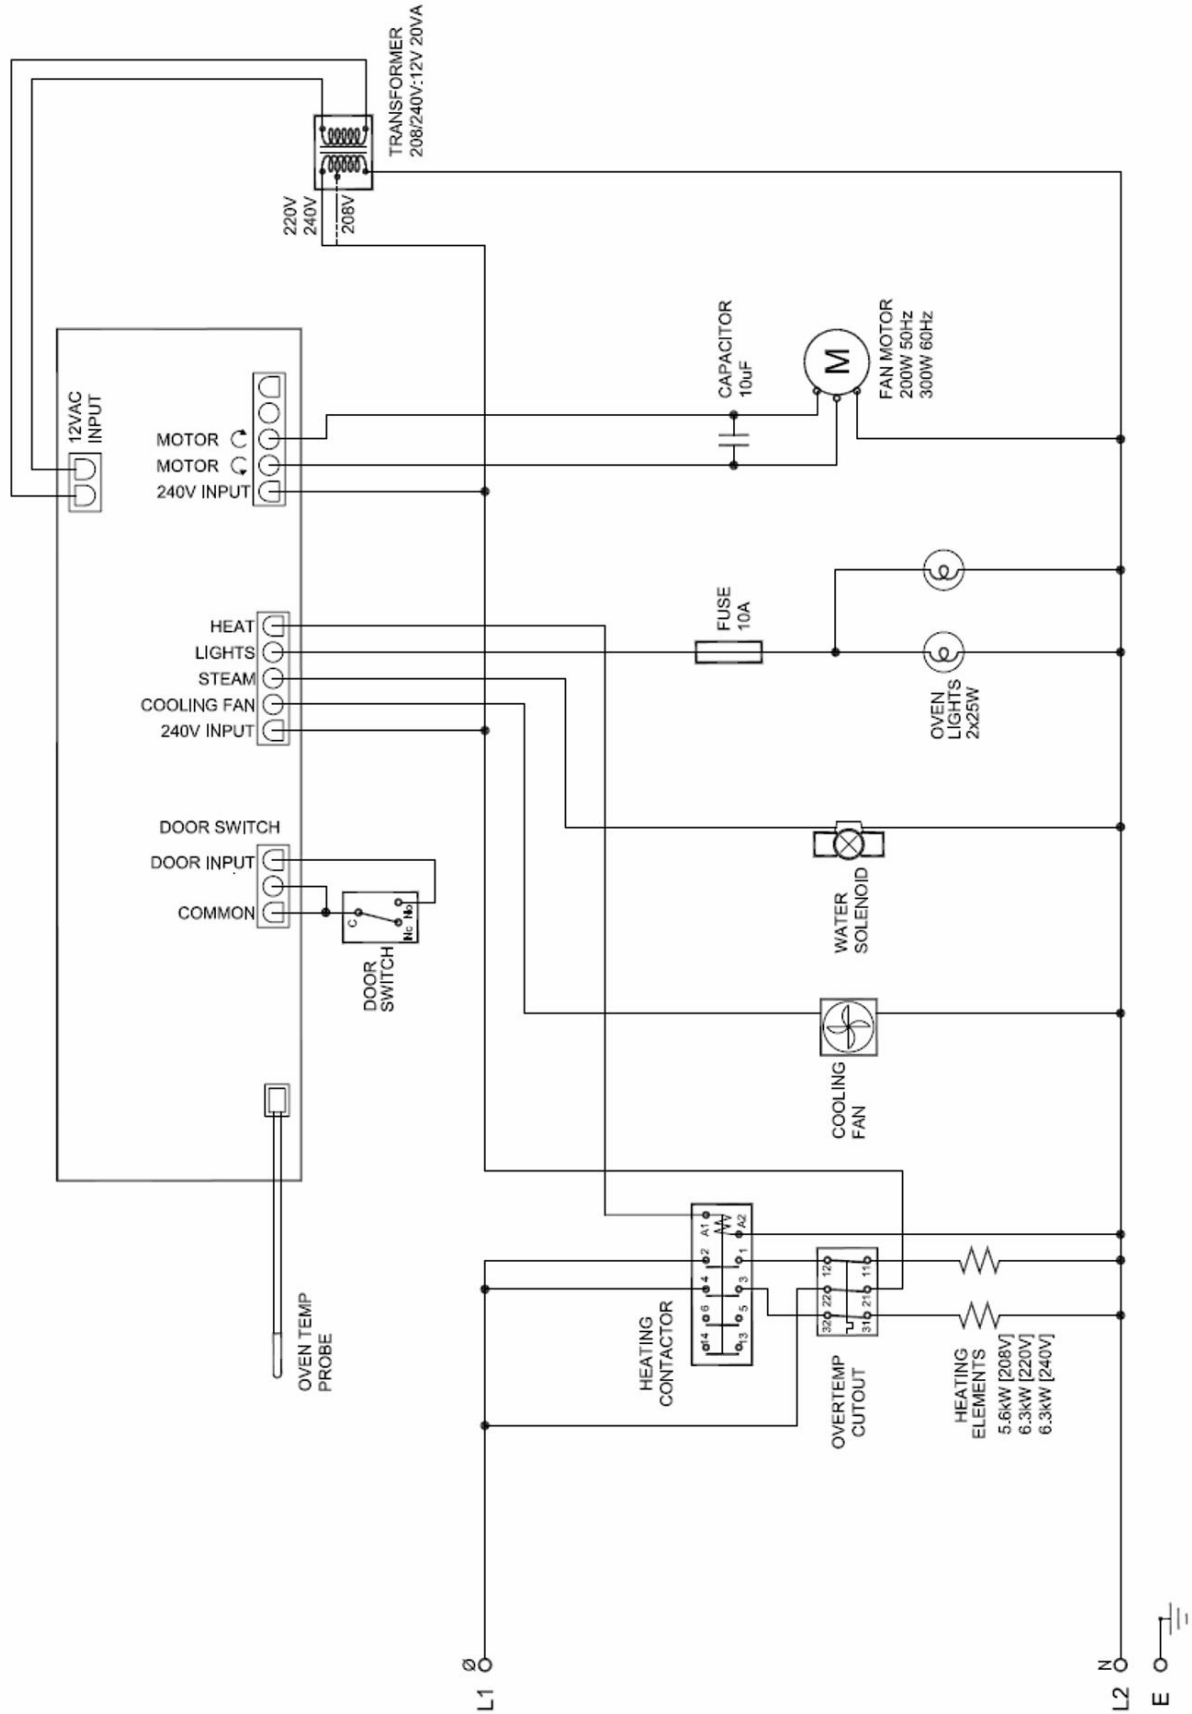 TRANSFORMER
208/240V:12V 20VA
220V
240V
208V
12VAC
INPUT
MOTOR
MOTOR
240V INPUT
CAPACITOR
10uF
M
FAN MOTOR
200W 50Hz
300W 60Hz
HEAT
LIGHTS
STEAM
COOLING FAN
240V INPUT
FUSE
10A
OVEN
LIGHTS
2x25W
DOOR SWITCH
DOOR INPUT
COMMON
C
Nc
No
DOOR
SWITCH
WATER
SOLENOID
COOLING
FAN
OVEN TEMP
PROBE
A1
A2
2
1
4
3
6
5
14
13
HEATING
CONTACTOR
12
11
22
21
32
31
OVERTEMP
CUTOUT
HEATING
ELEMENTS
5.6kW [208V]
6.3kW [220V]
6.3kW [240V]
Ø
L1
N
L2
E